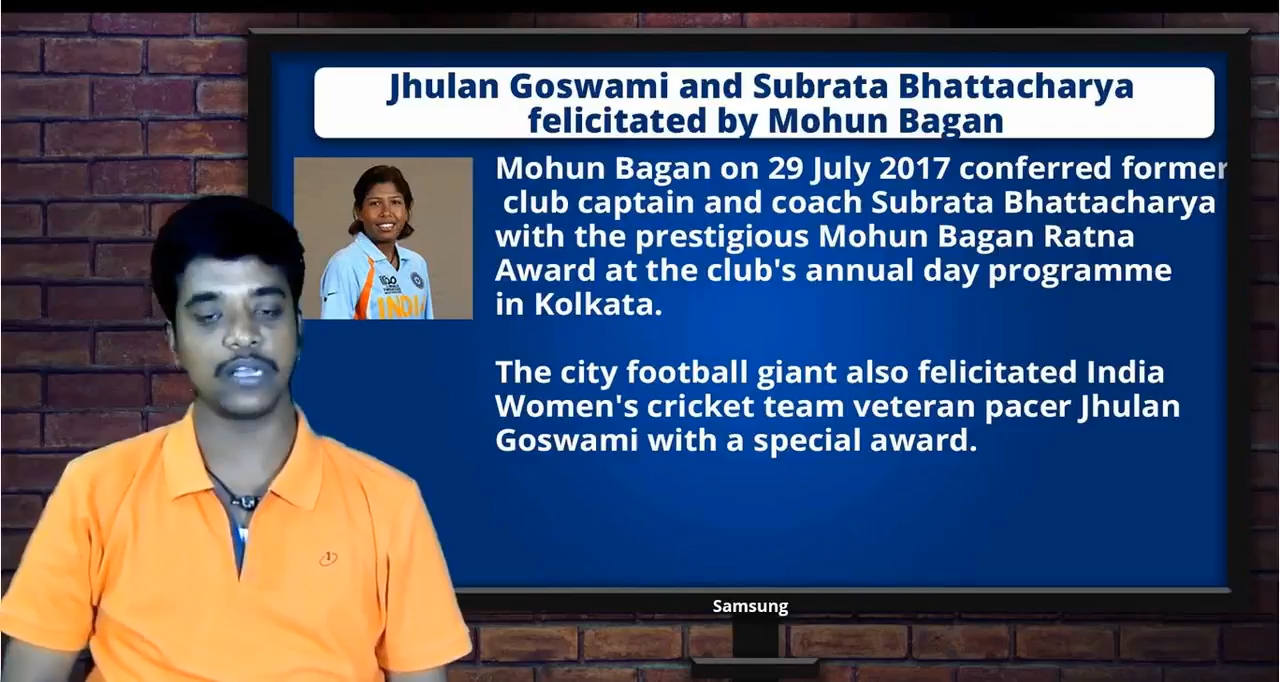 Jhulan Goswami and Subrata Bhattacharya
felicitated by Mohun Bagan
Mohun Bagan on 29 July 2017 conferred former
club captain and coach Subrata Bhattacharya
with the prestigious Mohun Bagan Ratna
Award at the club's annual day programme
in Kolkata.
The city football giant also felicitated India
Women's cricket team veteran pacer Jhulan
Goswami with a special award.
INDIA
1
Samsung